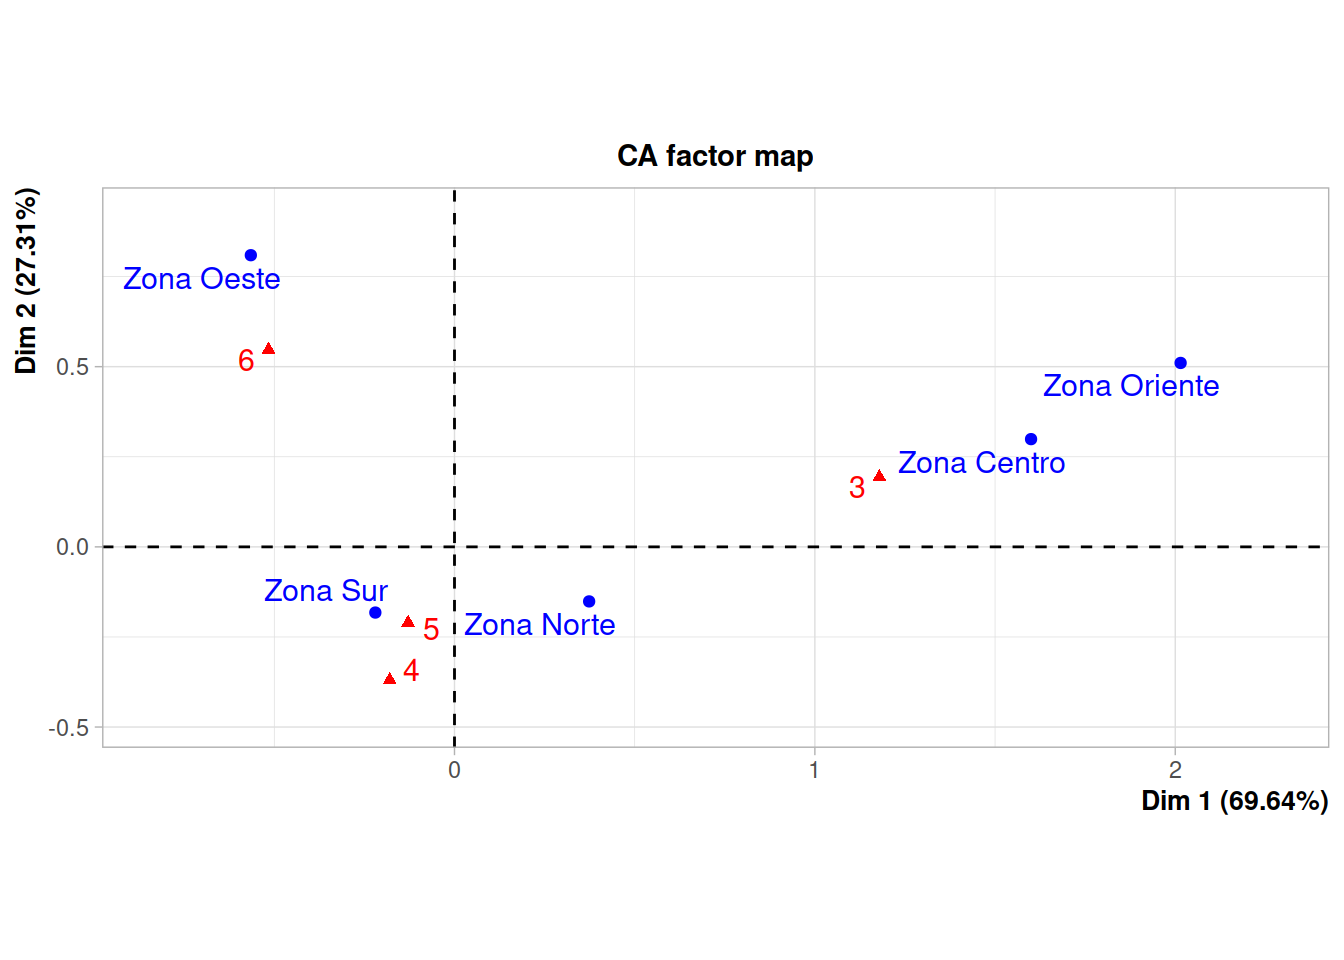 CA factor map
Dim 2 (27.31%)
Zona Oeste
6
0.5
Zona Oriente
Zona Centro
3
0.0
Zona Sur
5
Zona Norte
4
-0.5
0
1
2
Dim 1 (69.64%)